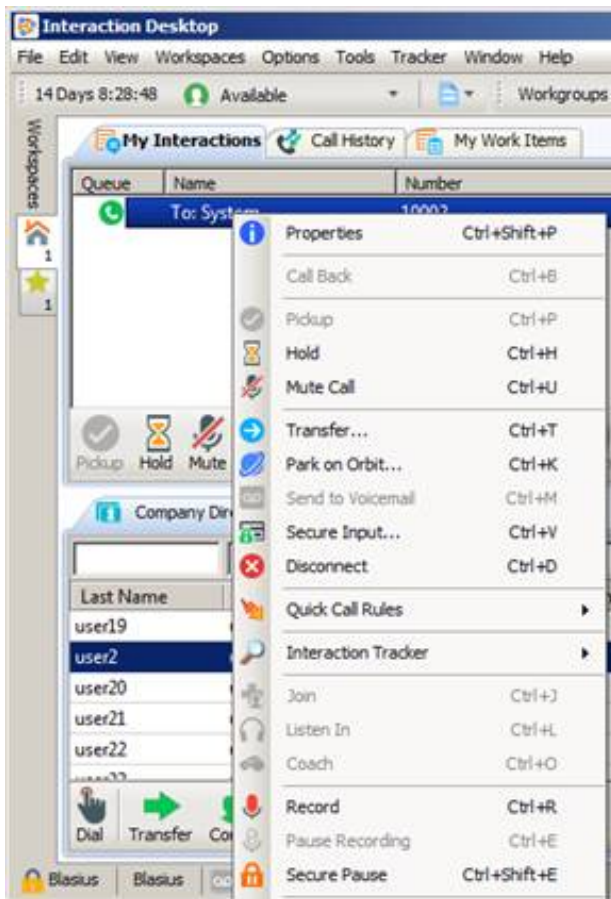 Interaction Desktop
File Edit View Workspaces Options Tools Tracker Window Help
14 Days 8:28:48 Available Workgroups
Workspaces
My Interactions Call History My Work Items
Queue Name Number
To: System 10002
1
1
Properties Ctrl+Shift+P
Call Back Ctrl+B
Pickup Ctrl+P
Hold Ctrl+H
Mute Call Ctrl+U
Transfer... Ctrl+T
Park on Orbit... Ctrl+K
Send to Voicemail Ctrl+M
Secure Input... Ctrl+V
Disconnect Ctrl+D
Quick Call Rules
Interaction Tracker
Join Ctrl+J
Listen In Ctrl+L
Coach Ctrl+O
Record Ctrl+R
Pause Recording Ctrl+E
Secure Pause Ctrl+Shift+E
Pickup Hold Mute
Company Dir
Last Name
user19
user2
user20
user21
user22
Dial Transfer Co
Blasius Blasius